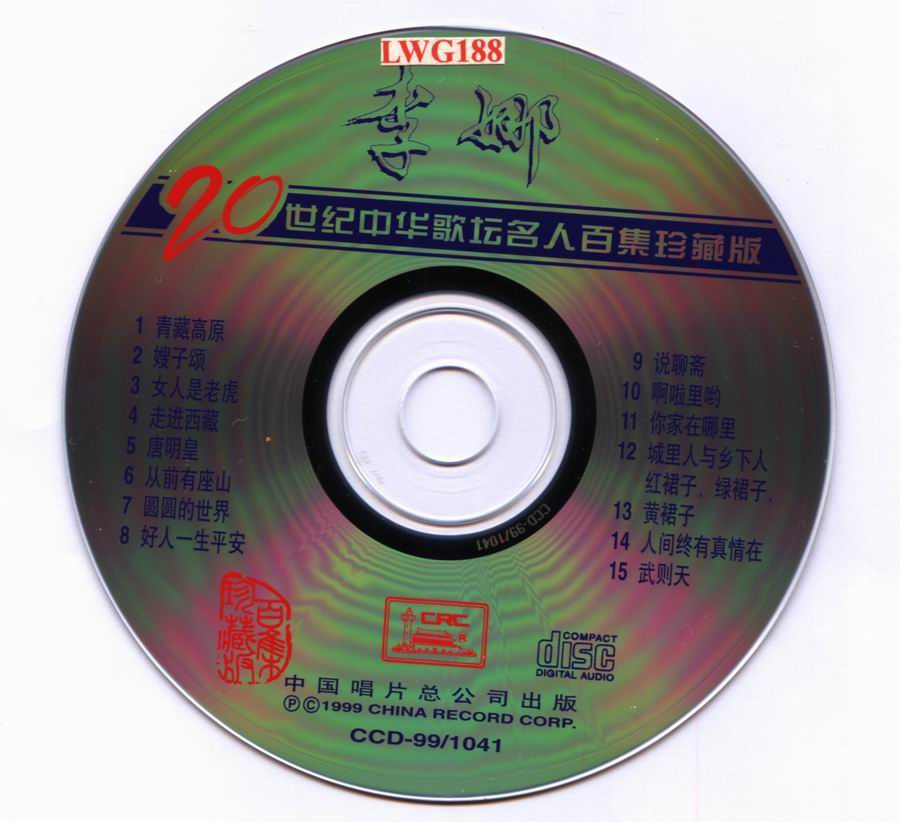 LWG188
李娜
20世纪中华歌坛名人百集珍藏版
1 青藏高原
2 嫂子颂
3 女人是老虎
4 走进西藏
5 唐明皇
6 从前有座山
7 圆圆的世界
8 好人一生平安
9 说聊斋
10 啊啦里哟
11 你家在哪里
12 城里人与乡下人
红裙子，绿裙子，
13 黄裙子
14 人间终有真情在
15 武则天
CCD-99/1041
百集
珍藏版
CRC
R
COMPACT
disc
DIGITAL AUDIO
中国唱片总公司出版
ⓅⒸ1999 CHINA RECORD CORP.
CCD-99/1041